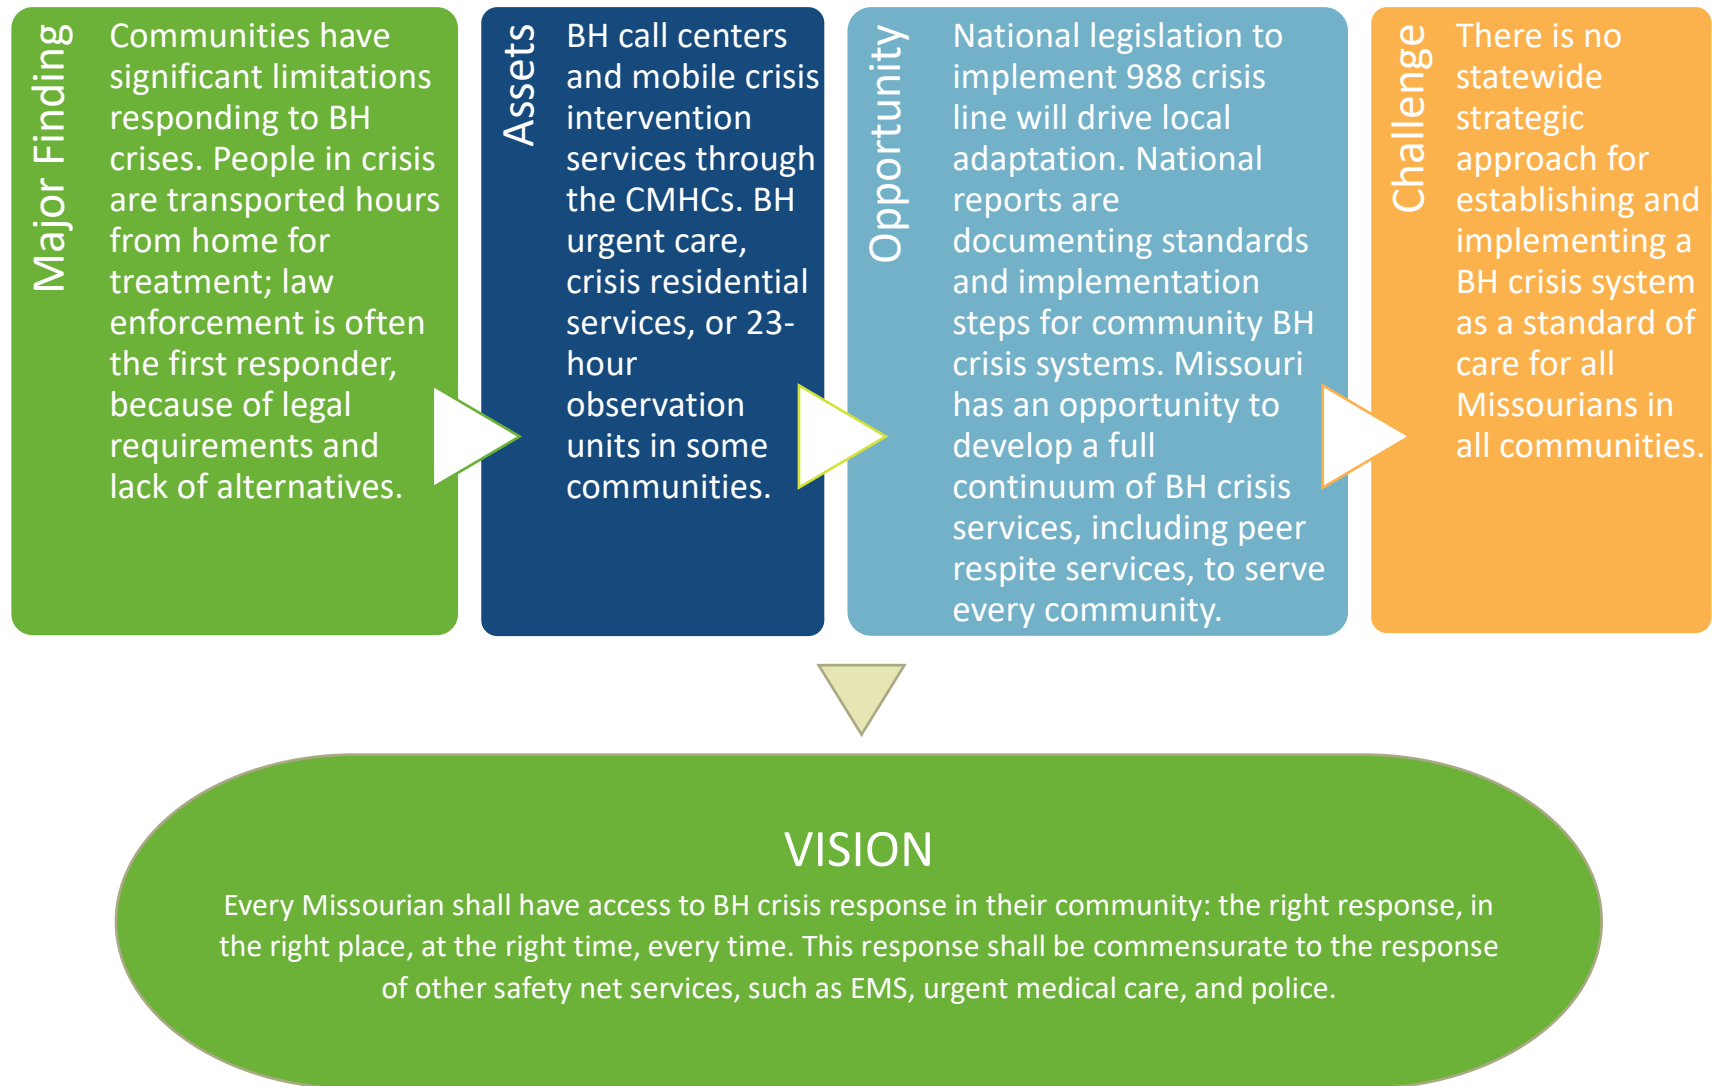 Major Finding
Communities have
significant limitations
responding to BH
crises. People in crisis
are transported hours
from home for
treatment; law
enforcement is often
the first responder,
because of legal
requirements and
lack of alternatives.
Assets
BH call centers
and mobile crisis
intervention
services through
the CMHCs. BH
urgent care,
crisis residential
services, or 23-
hour
observation
units in some
communities.
Opportunity
National legislation to
implement 988 crisis
line will drive local
adaptation. National
reports are
documenting standards
and implementation
steps for community BH
crisis systems. Missouri
has an opportunity to
develop a full
continuum of BH crisis
services, including peer
respite services, to serve
every community.
Challenge
There is no
statewide
strategic
approach for
establishing and
implementing a
BH crisis system
as a standard of
care for all
Missourians in
all communities.
VISION
Every Missourian shall have access to BH crisis response in their community: the right response, in
the right place, at the right time, every time. This response shall be commensurate to the response
of other safety net services, such as EMS, urgent medical care, and police.